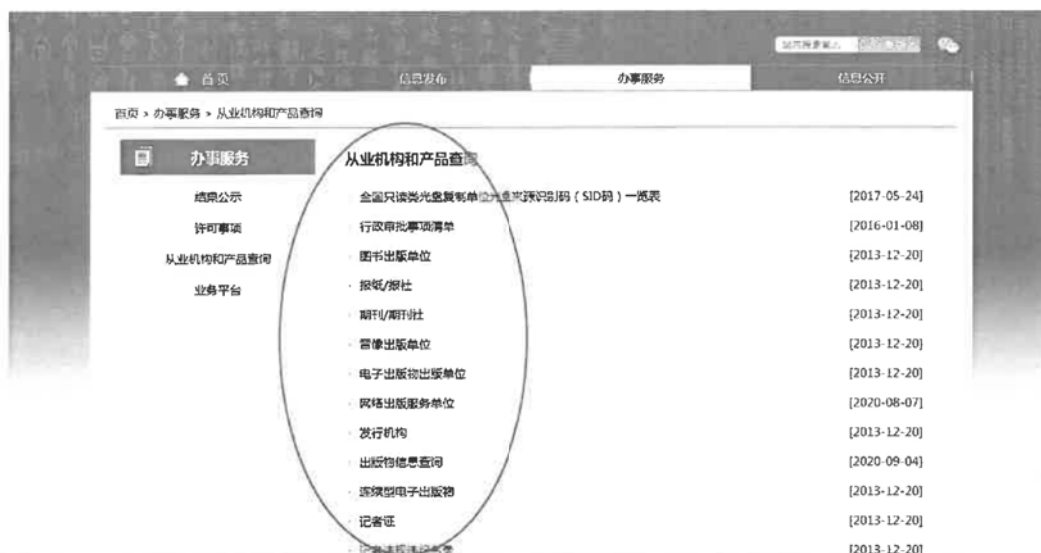 首页 信息发布 办事服务 信息公开
首页 > 办事服务 > 从业机构和产品查询
办事服务
结果公示
许可事项
从业机构和产品查询
业务平台
从业机构和产品查询
全国只读类光盘复制单位光盘来源识别码（SID码）一览表 [2017-05-24]
行政审批事项清单 [2016-01-08]
图书出版单位 [2013-12-20]
报纸/报社 [2013-12-20]
期刊/期刊社 [2013-12-20]
音像出版单位 [2013-12-20]
电子出版物出版单位 [2013-12-20]
网络出版服务单位 [2020-08-07]
发行机构 [2013-12-20]
出版物信息查询 [2020-09-04]
连续型电子出版物 [2013-12-20]
记者证 [2013-12-20]
[2013-12-20]